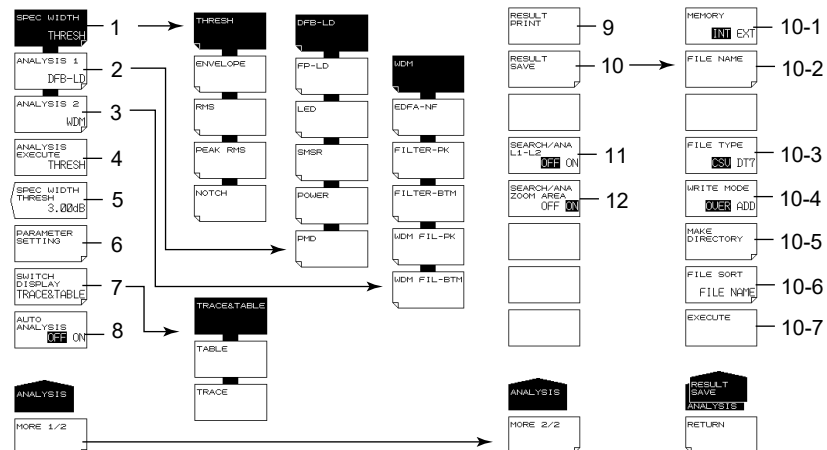 SPEC WIDTH
THRESH
1
ANALYSIS 1
DFB-LD
2
ANALYSIS 2
WDM
3
ANALYSIS
EXECUTE
THRESH
4
SPEC WIDTH
THRESH
3.00dB
5
PARAMETER
SETTING
6
SWITCH
DISPLAY
TRACE&TABLE
7
AUTO
ANALYSIS
OFF ON
8
ANALYSIS
MORE 1/2
THRESH
ENVELOPE
RMS
PEAK RMS
NOTCH
TRACE&TABLE
TABLE
TRACE
DFB-LD
FP-LD
LED
SMSR
POWER
PMD
WDM
EDFA-NF
FILTER-PK
FILTER-BTM
WDM FIL-PK
WDM FIL-BTM
RESULT
PRINT
9
RESULT
SAVE
10
SEARCH/ANA
L1-L2
OFF ON
11
SEARCH/ANA
ZOOM AREA
OFF ON
12
ANALYSIS
MORE 2/2
MEMORY
INT EXT
10-1
FILE NAME
10-2
FILE TYPE
CSV DT7
10-3
WRITE MODE
OVER ADD
10-4
MAKE
DIRECTORY
10-5
FILE SORT
FILE NAME
10-6
EXECUTE
10-7
RESULT
SAVE
ANALYSIS
RETURN